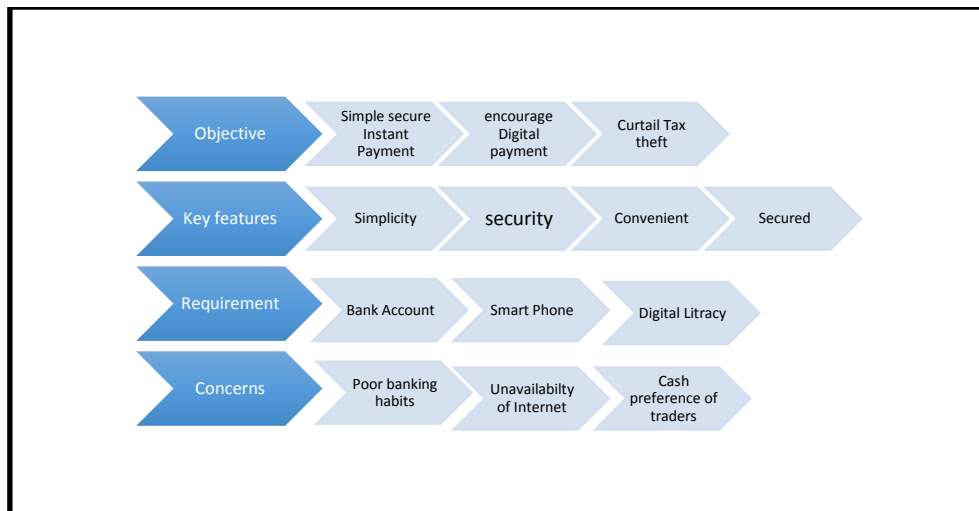 Objective
Simple secure
Instant
Payment
encourage
Digital
payment
Curtail Tax
theft
Key features
Simplicity
security
Convenient
Secured
Requirement
Bank Account
Smart Phone
Digital Litracy
Concerns
Poor banking
habits
Unavailabilty
of Internet
Cash
preference of
traders